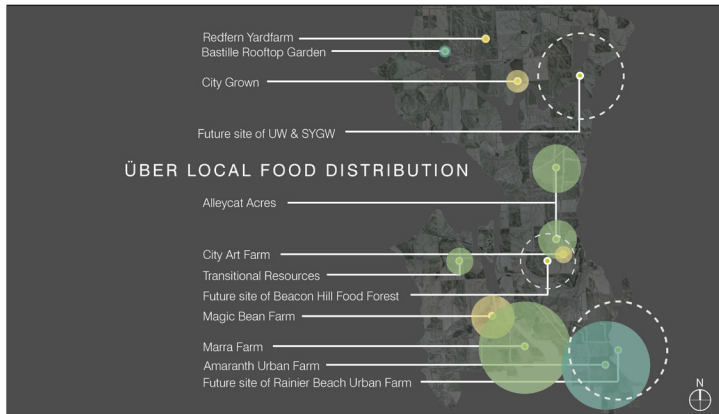 Redfern Yardfarm
Bastille Rooftop Garden
City Grown
Future site of UW & SYGW
ÜBER LOCAL FOOD DISTRIBUTION
Alleycat Acres
City Art Farm
Transitional Resources
Future site of Beacon Hill Food Forest
Magic Bean Farm
Marra Farm
Amaranth Urban Farm
Future site of Rainier Beach Urban Farm
N